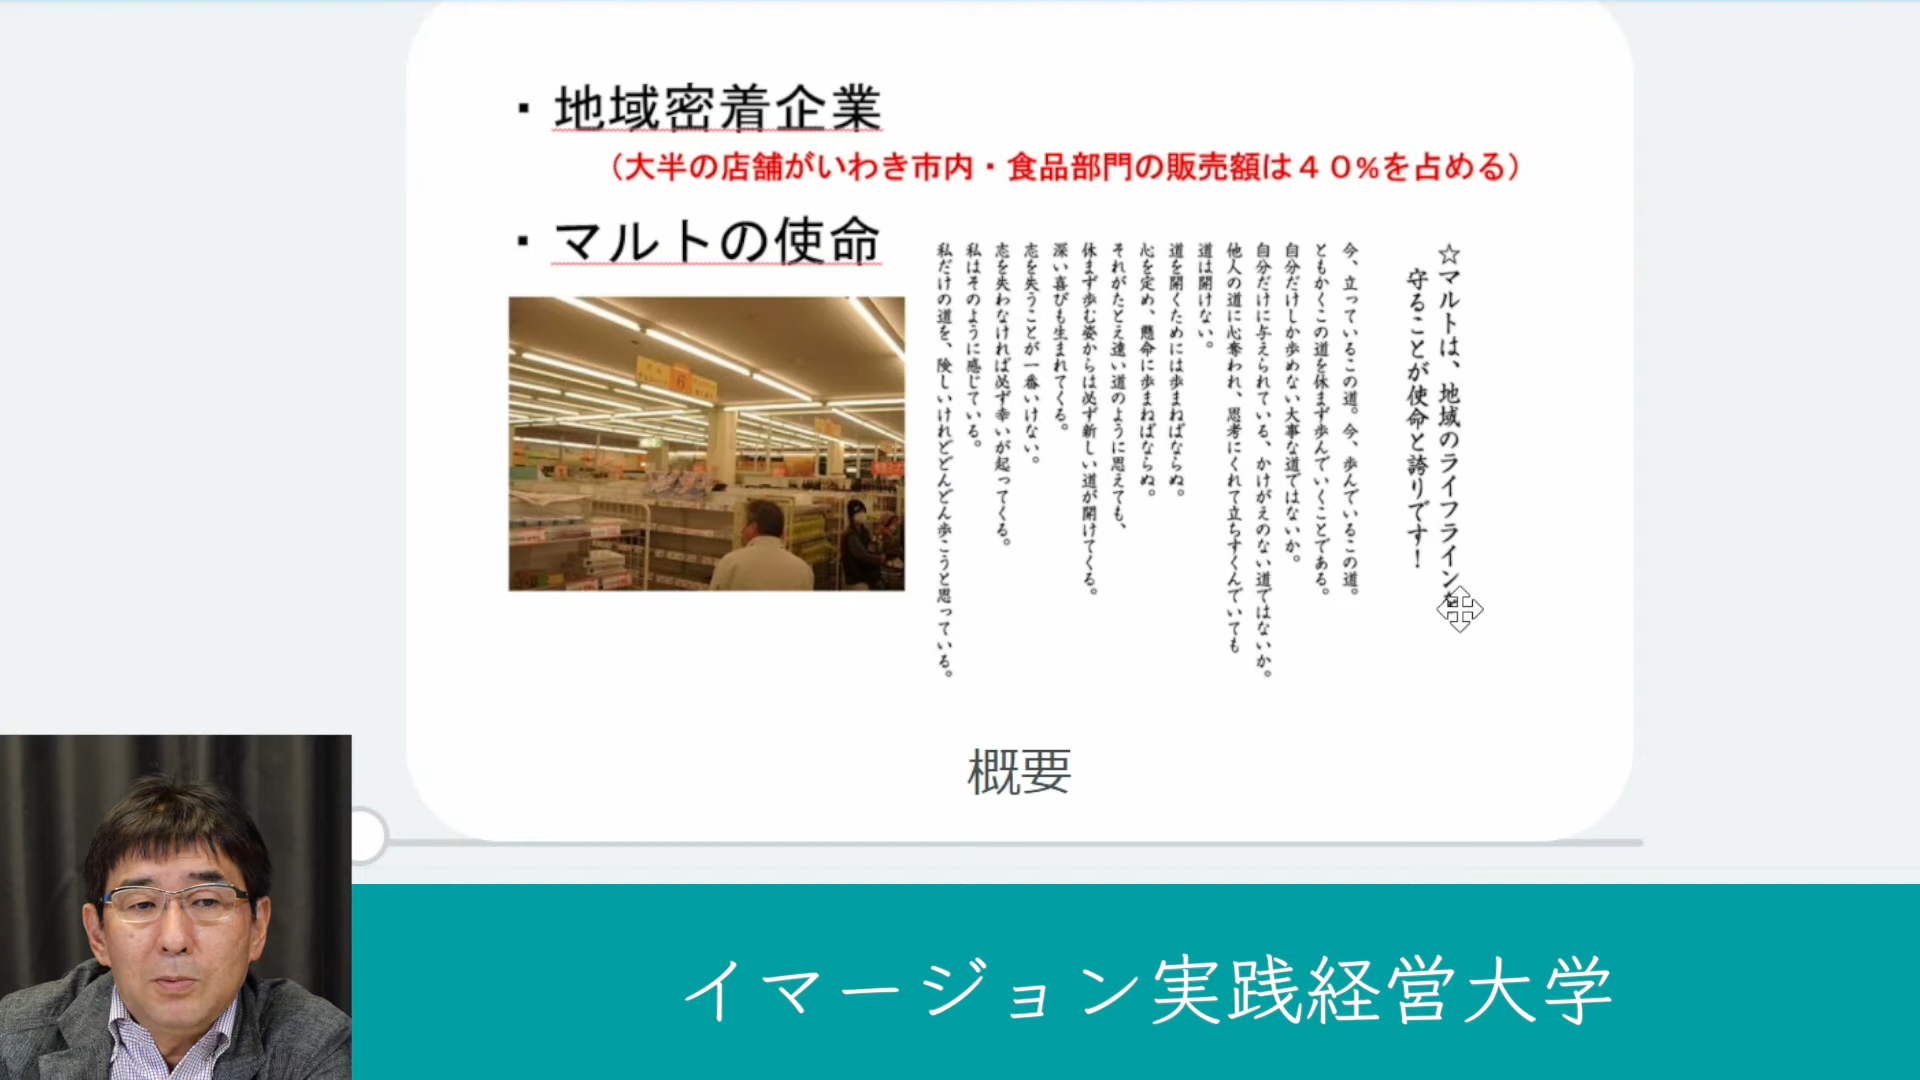 ・地域密着企業
（大半の店舗がいわき市内・食品部門の販売額は４０%を占める）
・マルトの使命
☆マルトは、地域のライフラインを
守ることが使命と誇りです！
今、立っているこの道。今、歩んでいるこの道。
ともかくこの道を休まず歩んでいくことである。
自分だけしか歩めない大事な道ではないか。
自分だけに与えられている、かけがえのない道ではないか。
他人の道に心奪われ、思考にくれて立ちすくんでいても
道は開けない。
道を開くためには歩まねばならぬ。
心を定め、懸命に歩まねばならぬ。
それがたとえ遠い道のように思えても、
休まず歩む姿からは必ず新しい道が開けてくる。
深い喜びも生まれてくる。
志を失うことが一番いけない。
志を失わなければ必ず幸いが起ってくる。
私はそのように感じている。
私だけの道を、険しいけれどどんどん歩こうと思っている。
6
概要
イマージョン実践経営大学